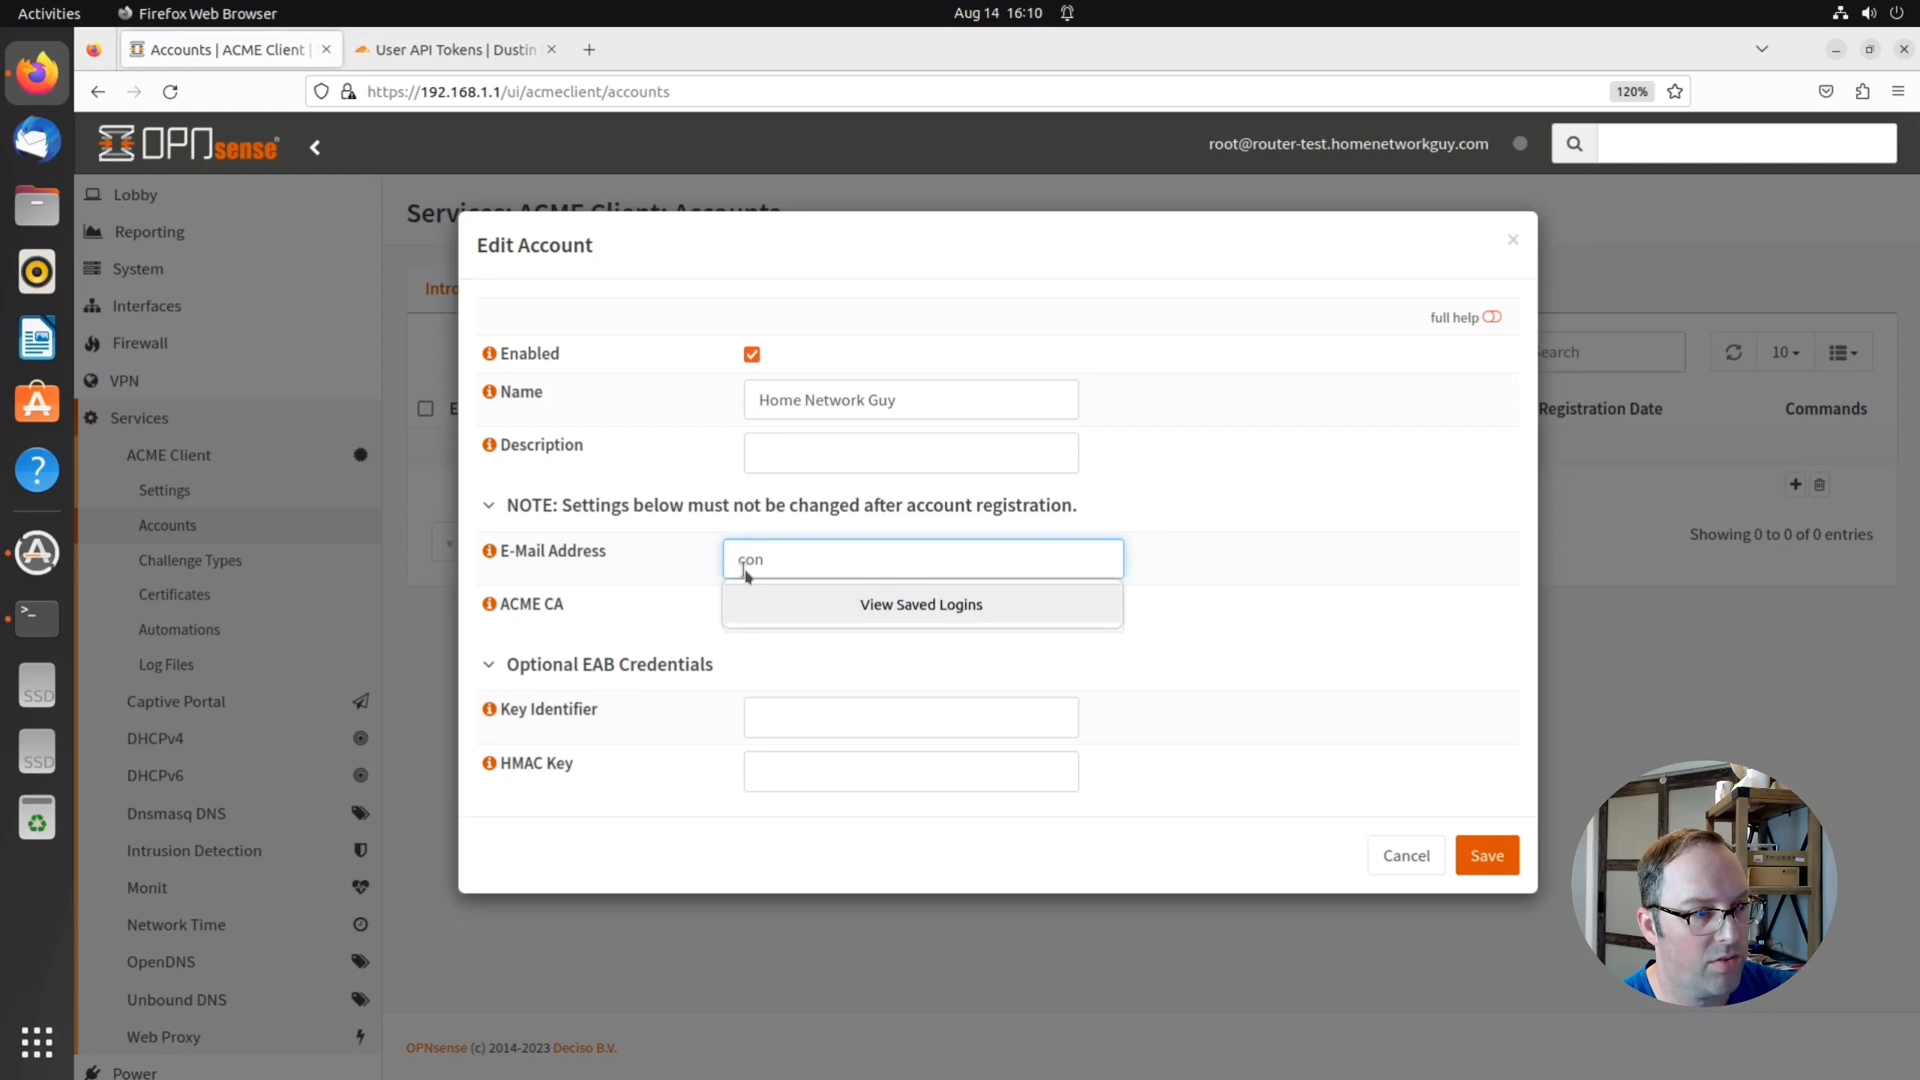 Activities
Firefox Web Browser
Aug 14 16:10
Accounts | ACME Client |
User API Tokens | Dustin
https://192.168.1.1/ui/acmeclient/accounts
120%
OPNsense
root@router-test.homenetworkguy.com
Lobby
Reporting
System
Interfaces
Firewall
VPN
Services
ACME Client
Settings
Accounts
Challenge Types
Certificates
Automations
Log Files
Captive Portal
DHCPv4
DHCPv6
Dnsmasq DNS
Intrusion Detection
Monit
Network Time
OpenDNS
Unbound DNS
Web Proxy
Power
Services: ACME Client: Accounts
Intro
Search
10
Registration Date
Commands
Showing 0 to 0 of 0 entries
Edit Account
×
full help
Enabled
Name
Home Network Guy
Description
NOTE: Settings below must not be changed after account registration.
E-Mail Address
con
ACME CA
View Saved Logins
Optional EAB Credentials
Key Identifier
HMAC Key
Cancel
Save
«
OPNsense (c) 2014-2023 Deciso B.V.
SSD
SSD